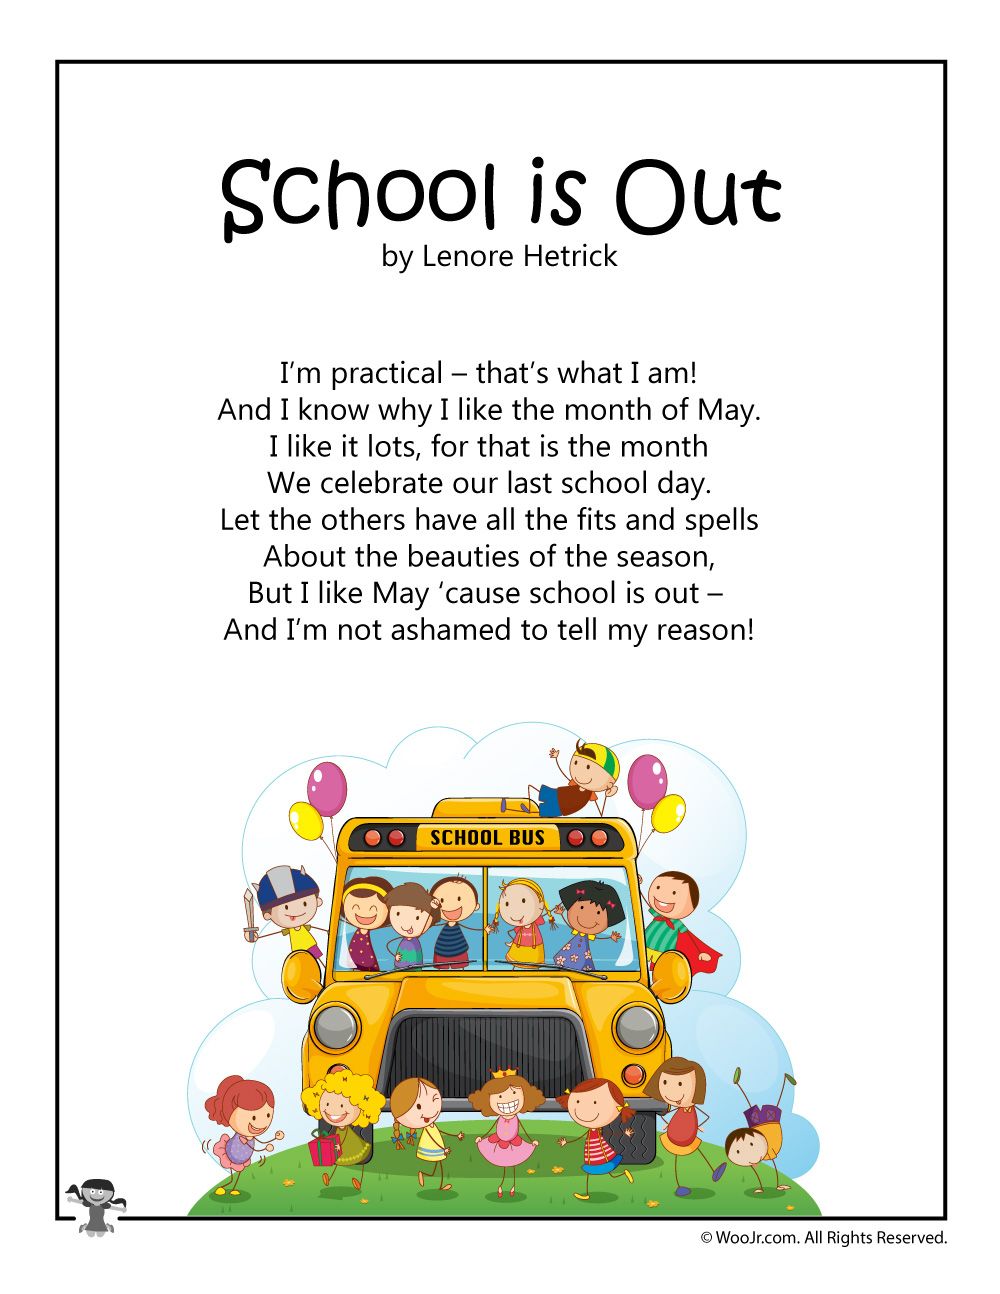 School is Out
by Lenore Hetrick
I’m practical – that’s what I am!
And I know why I like the month of May.
I like it lots, for that is the month
We celebrate our last school day.
Let the others have all the fits and spells
About the beauties of the season,
But I like May ‘cause school is out –
And I’m not ashamed to tell my reason!
SCHOOL BUS
© WooJr.com. All Rights Reserved.